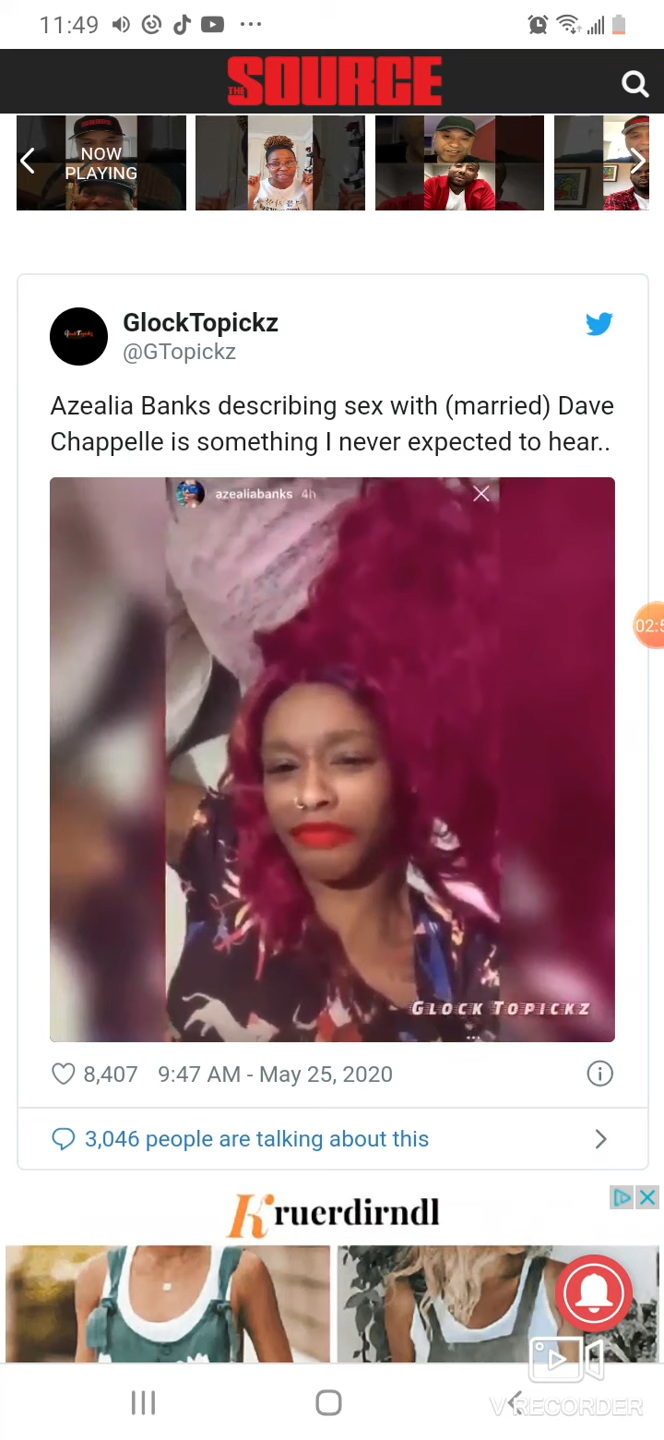 11:49
THE SOURCE
NOW
PLAYING
GlockTopickz
@GTopickz
Azealia Banks describing sex with (married) Dave
Chappelle is something I never expected to hear..
azealiabanks 4h
GLOCK TOPICKZ
8,407 9:47 AM - May 25, 2020
3,046 people are talking about this
Kruerdirndl
V RECORDER